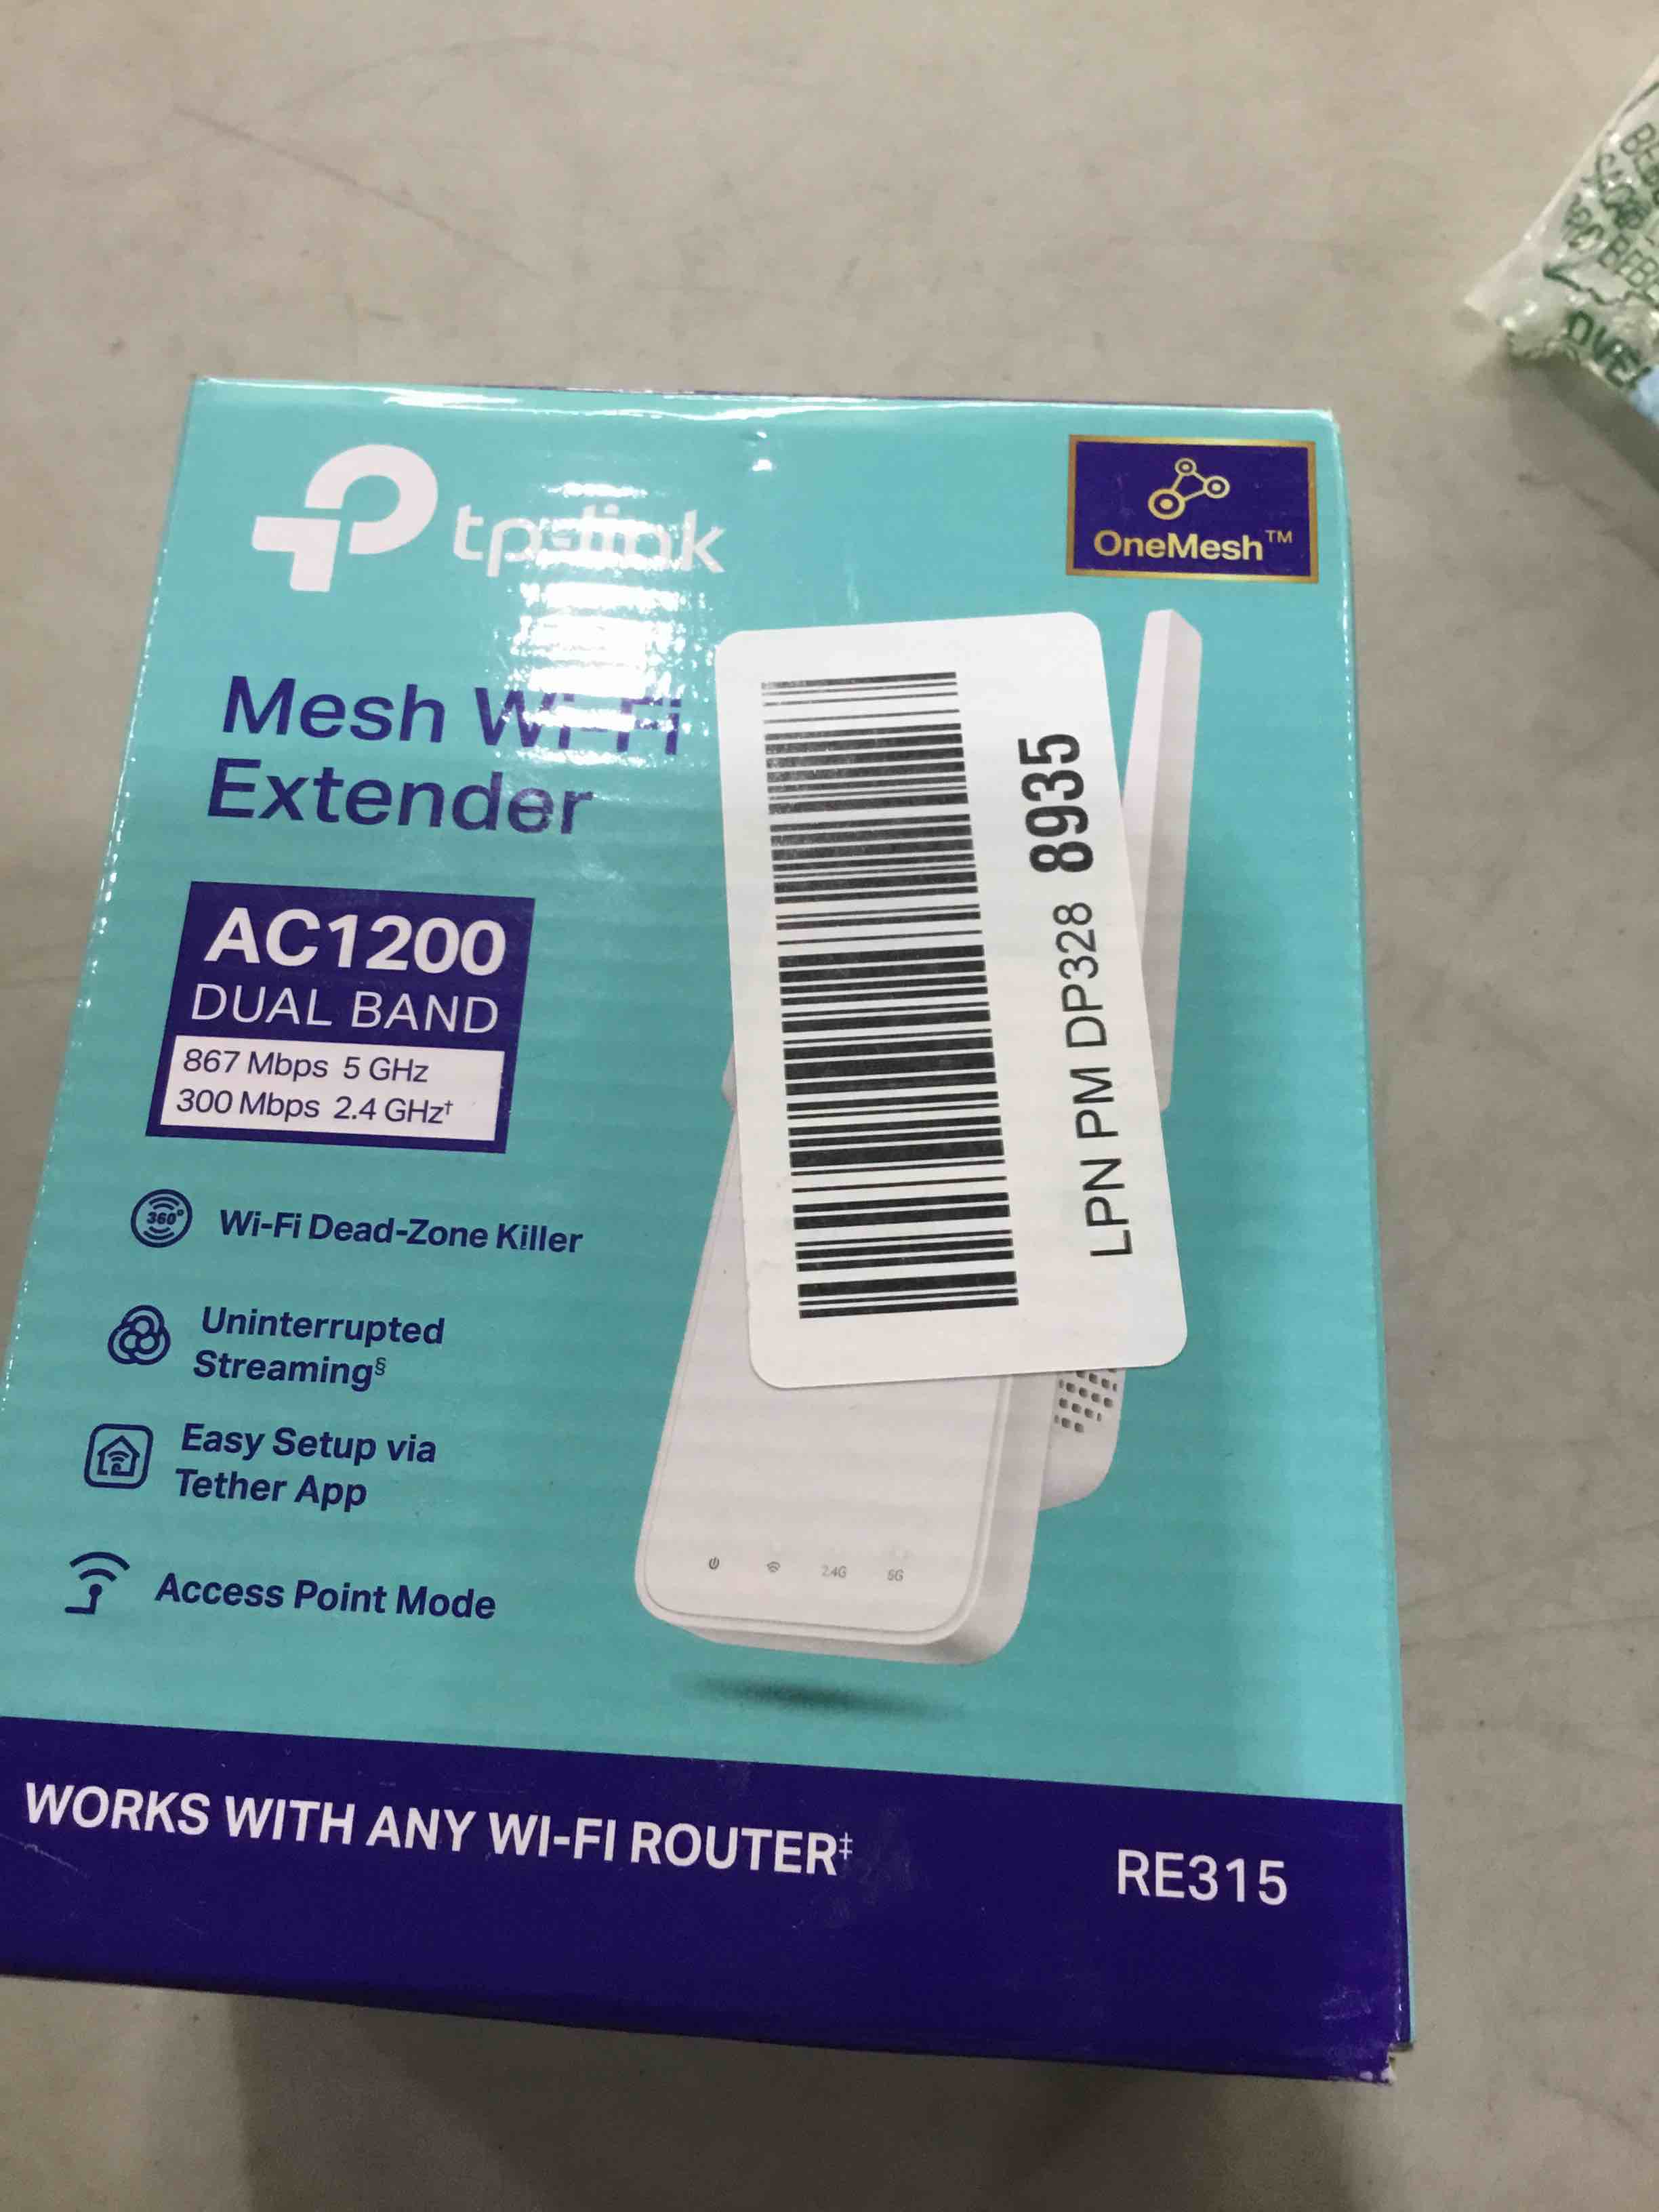 tp-link
OneMesh™
Mesh Wi-Fi
Extender
AC1200
DUAL BAND
867 Mbps 5 GHz
300 Mbps 2.4 GHz†
360°
Wi-Fi Dead-Zone Killer
Uninterrupted
Streaming§
Easy Setup via
Tether App
Access Point Mode
LPN PM DP328 8935
2.4G
5G
WORKS WITH ANY WI-FI ROUTER‡
RE315